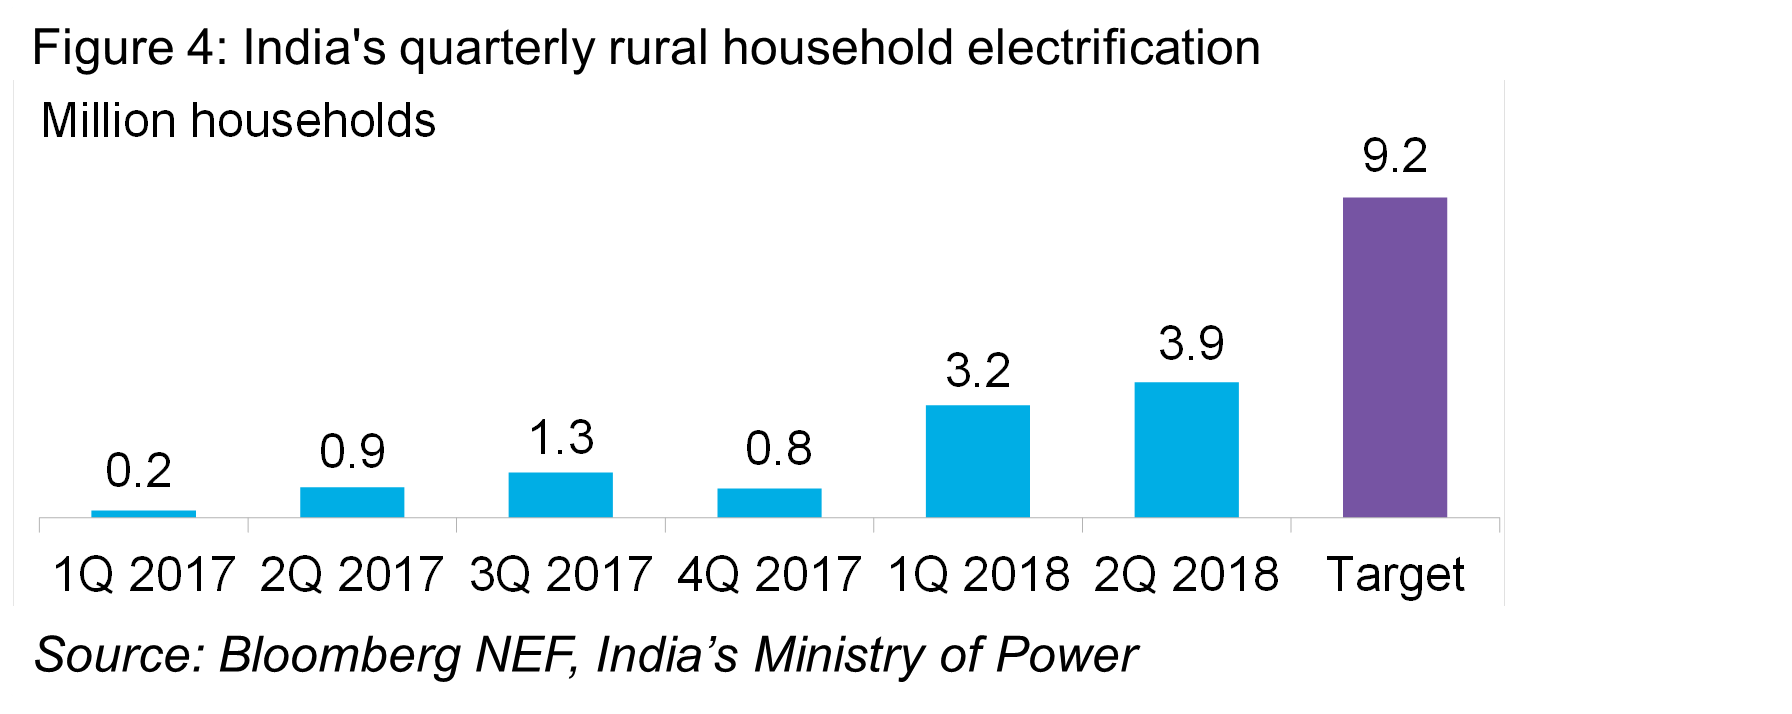 Figure 4: India's quarterly rural household electrification
Million households
0.2
0.9
1.3
0.8
3.2
3.9
9.2
1Q 2017 2Q 2017 3Q 2017 4Q 2017 1Q 2018 2Q 2018 Target
Source: Bloomberg NEF, India’s Ministry of Power